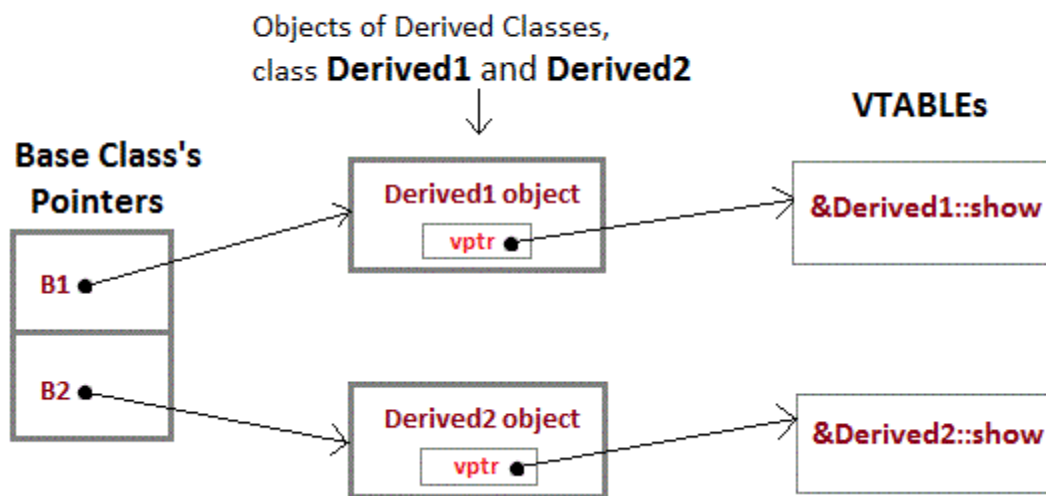 Objects of Derived Classes,
class Derived1 and Derived2
VTABLEs
Base Class's
Pointers
Derived1 object
vptr
&Derived1::show
B1
B2
Derived2 object
vptr
&Derived2::show